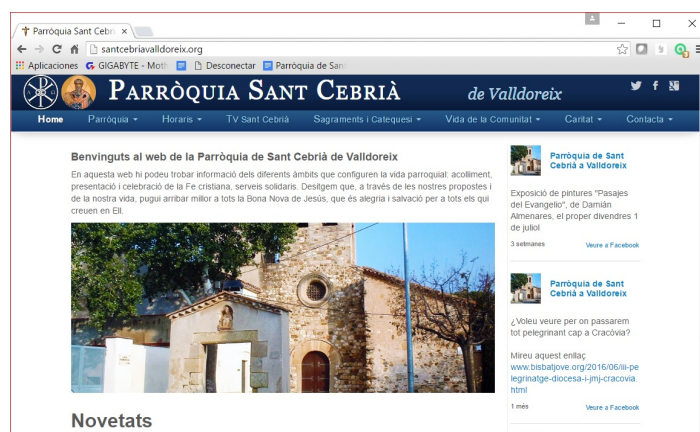 Parròquia Sant Cebri
santcebriavalldoreix.org
Aplicaciones GIGABYTE - Moth Desconectar Parròquia de San
PARRÒQUIA SANT CEBRIÀ de Valldoreix
Home Parròquia Horaris TV Sant Cebrià Sagraments i Catequesi Vida de la Comunitat Caritat Contacta
Benvinguts al web de la Parròquia de Sant Cebrià de Valldoreix
En aquesta web hi podeu trobar informació dels diferents àmbits que configuren la vida parroquial: acolliment,
presentació i celebració de la Fe cristiana, serveis solidaris. Desitgem que, a través de les nostres propostes i
de la nostra vida, pugui arribar millor a tots la Bona Nova de Jesús, que és alegria i salvació per a tots els qui
creuen en Ell.
Novetats
Parròquia de Sant
Cebrià a Valldoreix
Exposició de pintures "Pasajes
del Evangelio", de Damián
Almenares, el proper divendres 1
de juliol
3 setmanes Veure a Facebook
Parròquia de Sant
Cebrià a Valldoreix
¿Voleu veure per on passarem
tot pelegrinant cap a Cracòvia?
Mireu aquest enllaç
www.bisbatjove.org/2016/06/iii-pe
legrinatge-diocesa-i-jmj-cracovia.
html
1 més Veure a Facebook